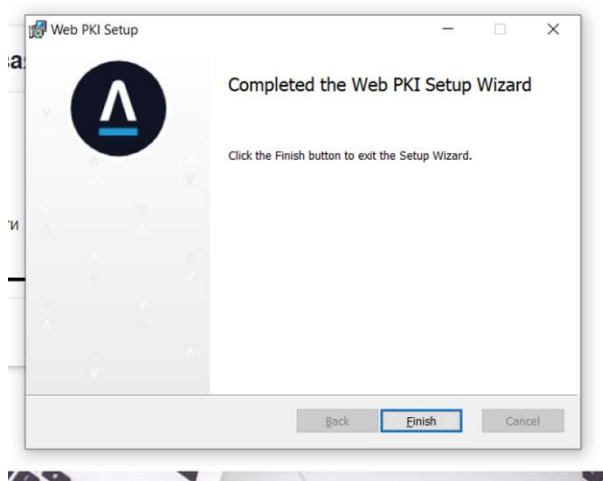 Web PKI Setup
Completed the Web PKI Setup Wizard
Click the Finish button to exit the Setup Wizard.
Back
Finish
Cancel